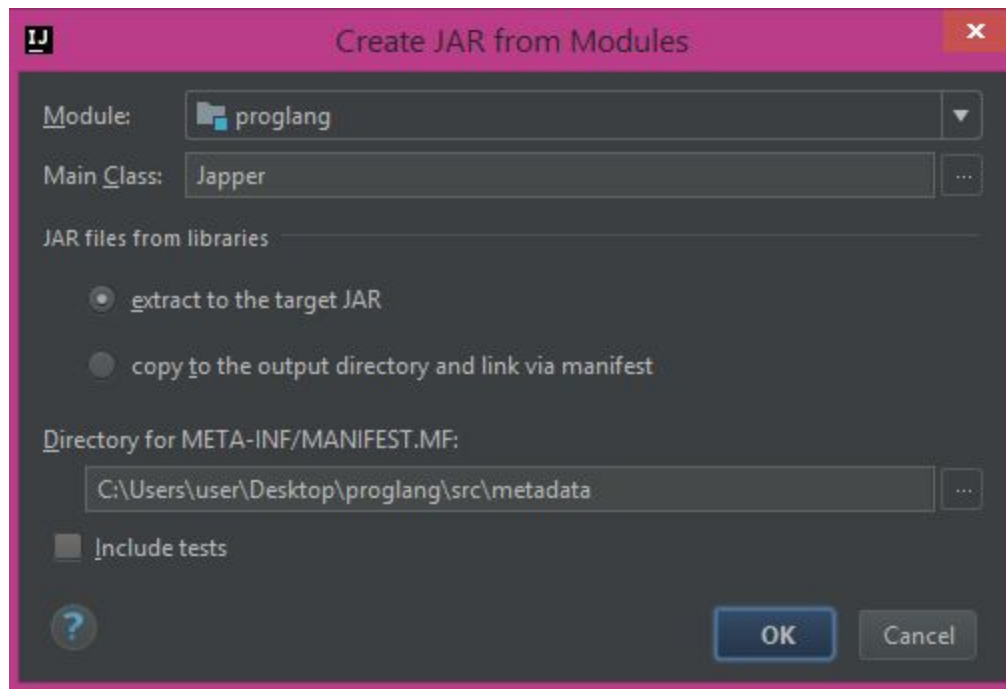 IJ
Create JAR from Modules
x
Module: proglang
Main Class: Japper ...
JAR files from libraries
extract to the target JAR
copy to the output directory and link via manifest
Directory for META-INF/MANIFEST.MF:
C:\Users\user\Desktop\proglang\src\metadata ...
Include tests
?
OK Cancel